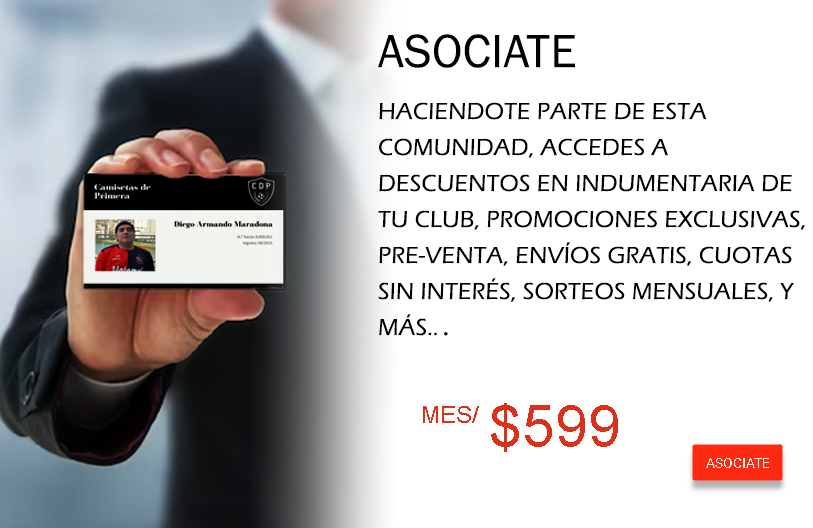 ASOCIATE
HACIENDOTE PARTE DE ESTA
COMUNIDAD, ACCEDES A
DESCUENTOS EN INDUMENTARIA DE
TU CLUB, PROMOCIONES EXCLUSIVAS,
PRE-VENTA, ENVÍOS GRATIS, CUOTAS
SIN INTERÉS, SORTEOS MENSUALES, Y
MÁS.. .
MES/ $599
ASOCIATE
Camisetas de
Primera
CDP
Diego Armando Maradona